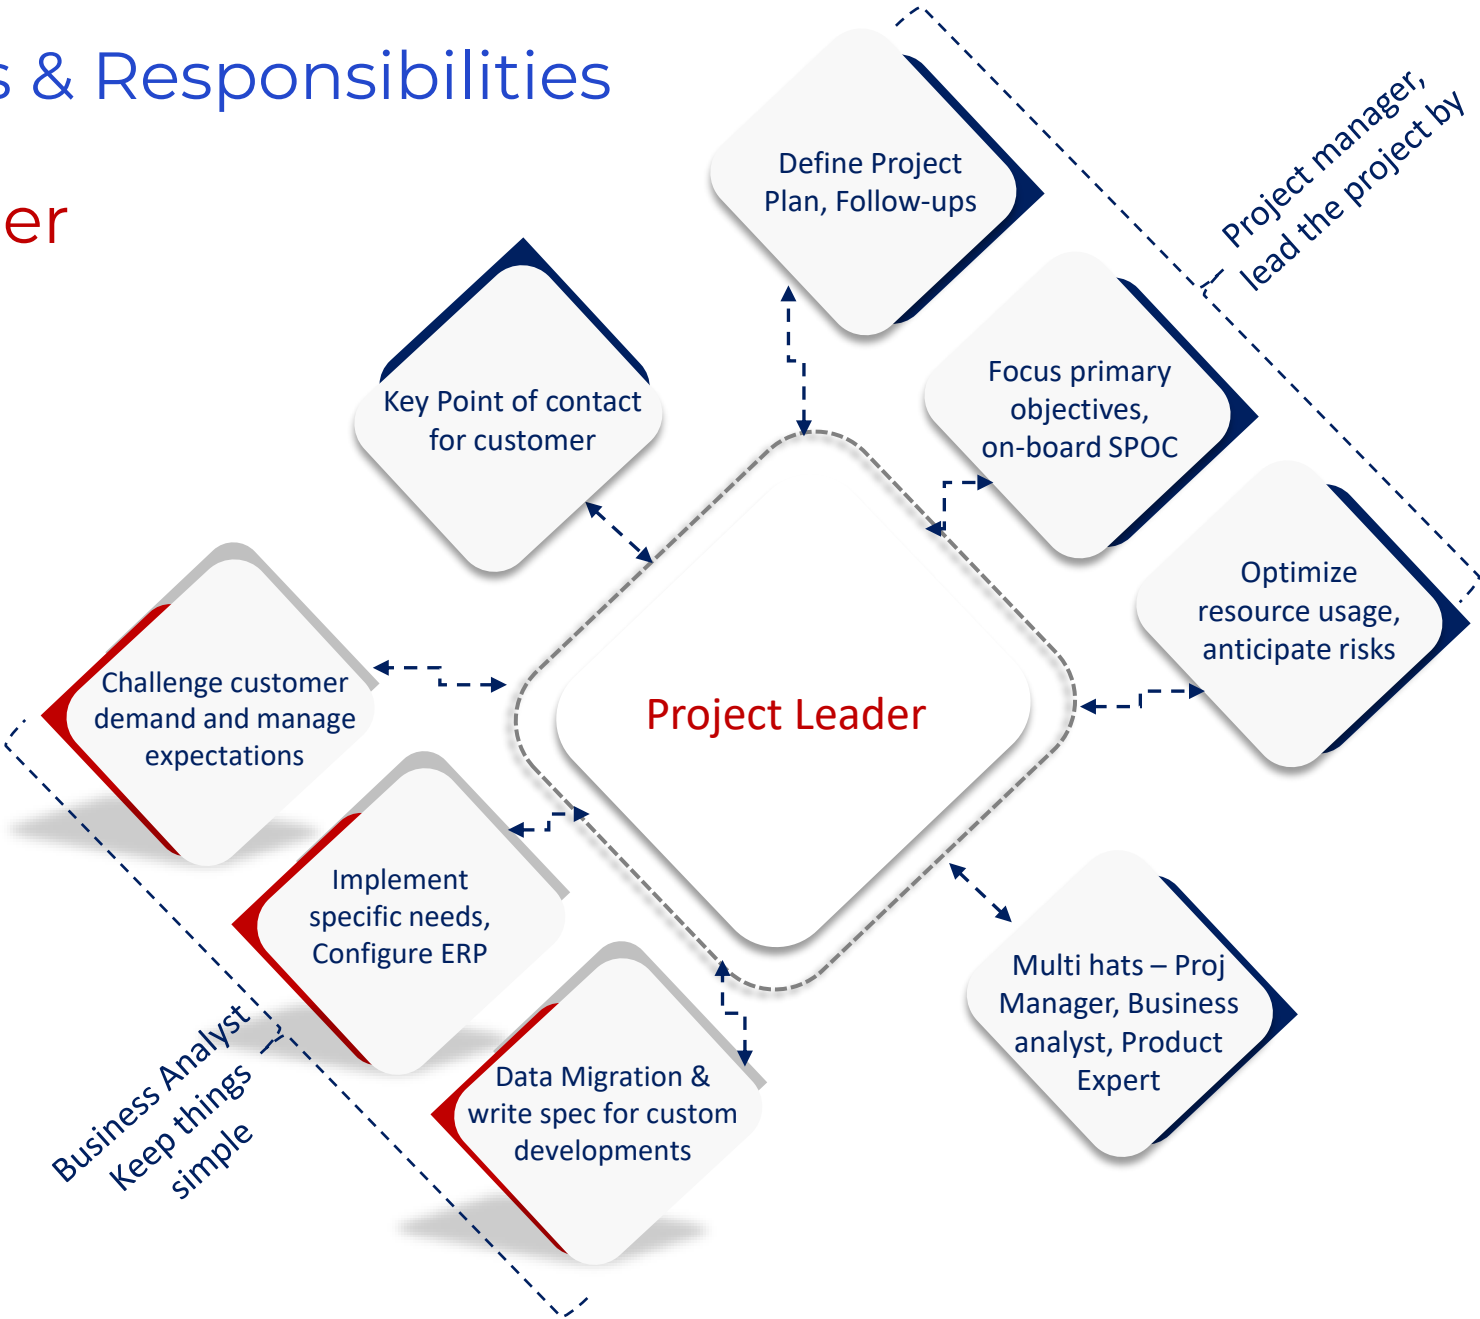 s & Responsibilities
er
Define Project
Plan, Follow-ups
Project manager,
lead the project by
Key Point of contact
for customer
Focus primary
objectives,
on-board SPOC
Optimize
resource usage,
anticipate risks
Challenge customer
demand and manage
expectations
Project Leader
Implement
specific needs,
Configure ERP
Multi hats – Proj
Manager, Business
analyst, Product
Expert
Data Migration &
write spec for custom
developments
Business Analyst
Keep things
simple